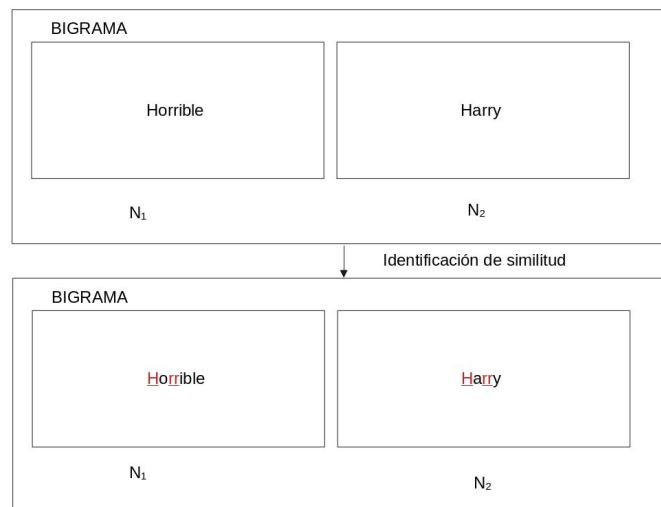 BIGRAMA
Horrible Harry
N₁ N₂
Identificación de similitud
BIGRAMA
Horrible Harry
N₁ N₂